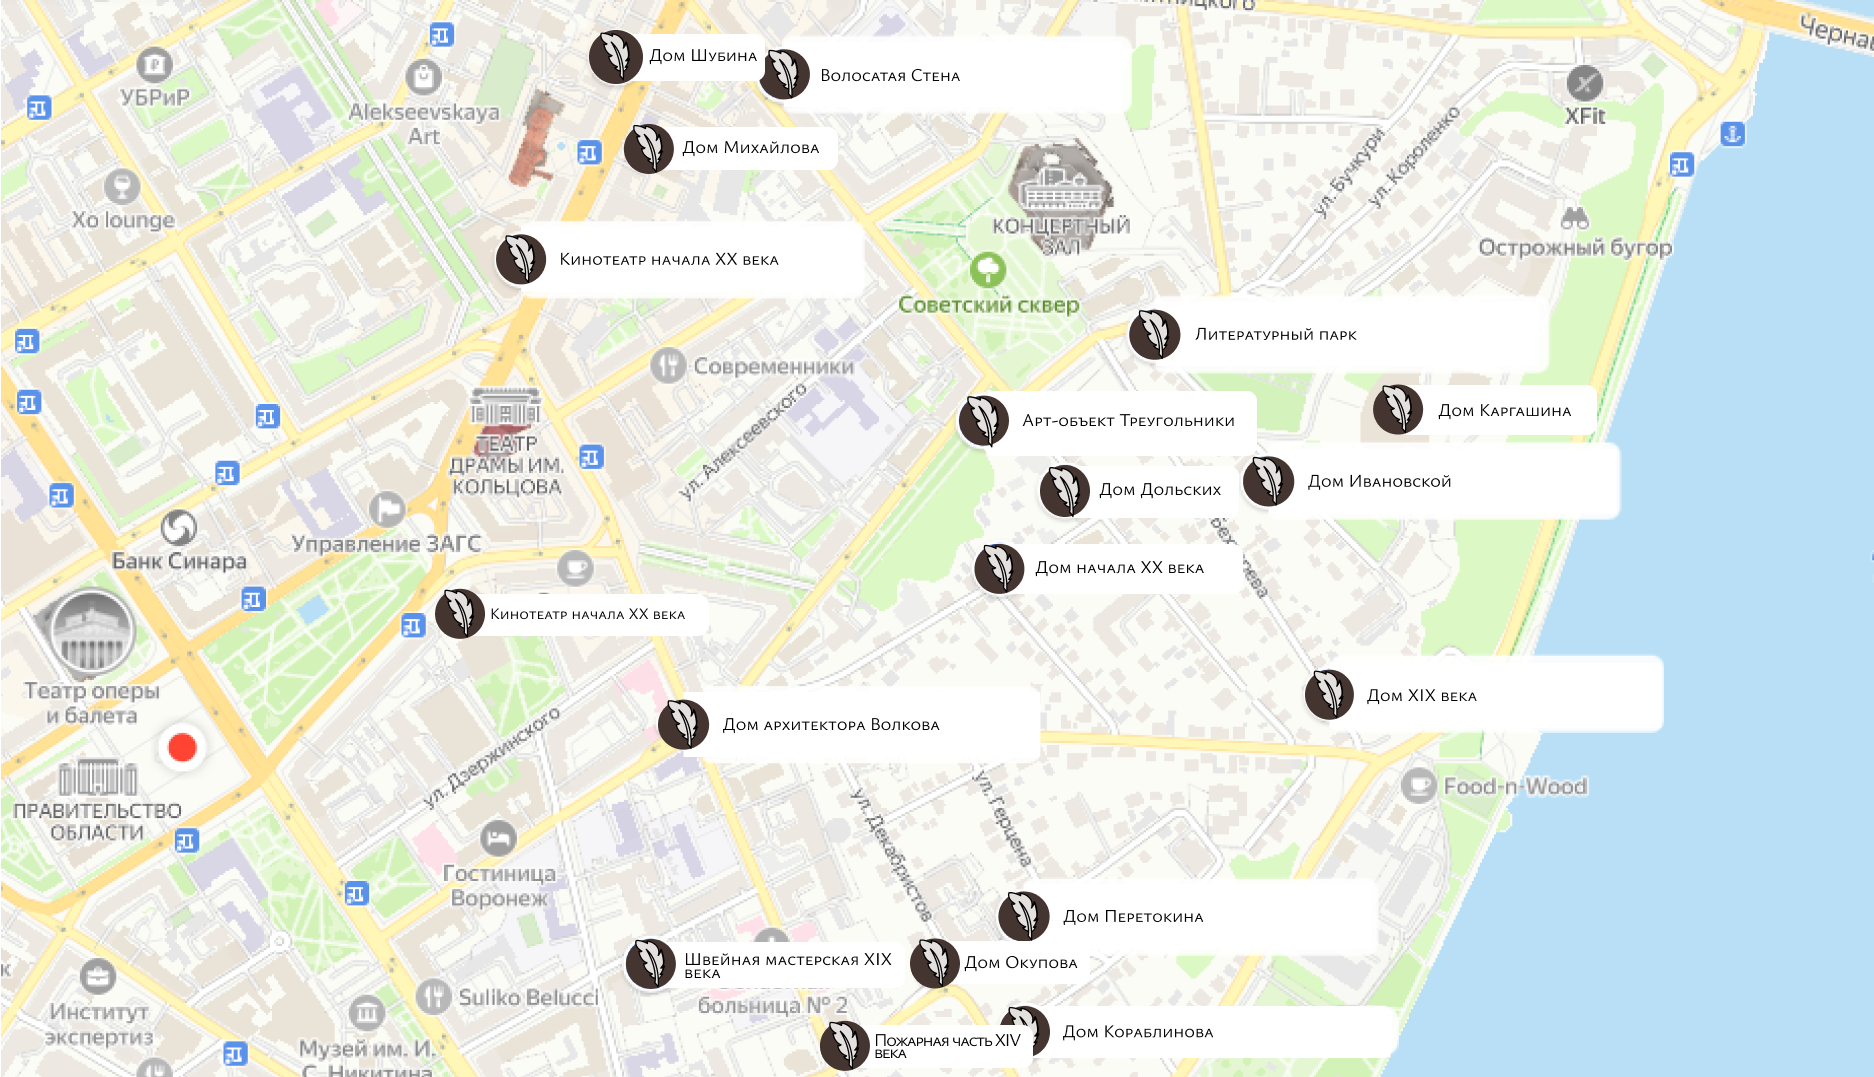 Черна
УБРиР
Alekseevskaya
Art
Дом Шубина
Волосатая Стена
Дом Михайлова
XFit
ул. Бучкури
ул. Короленко
Xo lounge
КОНЦЕРТНЫЙ
ЗАЛ
Острожный бугор
Кинотеатр начала XX века
Советский сквер
Литературный парк
Современники
ул. Алексеевского
ТЕАТР
ДРАМЫ ИМ.
КОЛЬЦОВА
Арт-объект Треугольники
Дом Каргашина
Дом Дольских
Дом Ивановской
Управление ЗАГС
Банк Синара
Дом начала XX века
Кинотеатр начала XX века
Театр оперы
и балета
Дом XIX века
Дом архитектора Волкова
ул. Дзержинского
ПРАВИТЕЛЬСТВО
ОБЛАСТИ
Food-n-Wood
ул. Декабристов
ул. Герцена
Гостиница
Воронеж
Дом Перетокина
Швейная мастерская XIX
века
Дом Окупова
Институт
экспертиз
Suliko Belucci
больница № 2
Музей им. И.
С. Никитина
Пожарная часть XIV
века
Дом Кораблинова